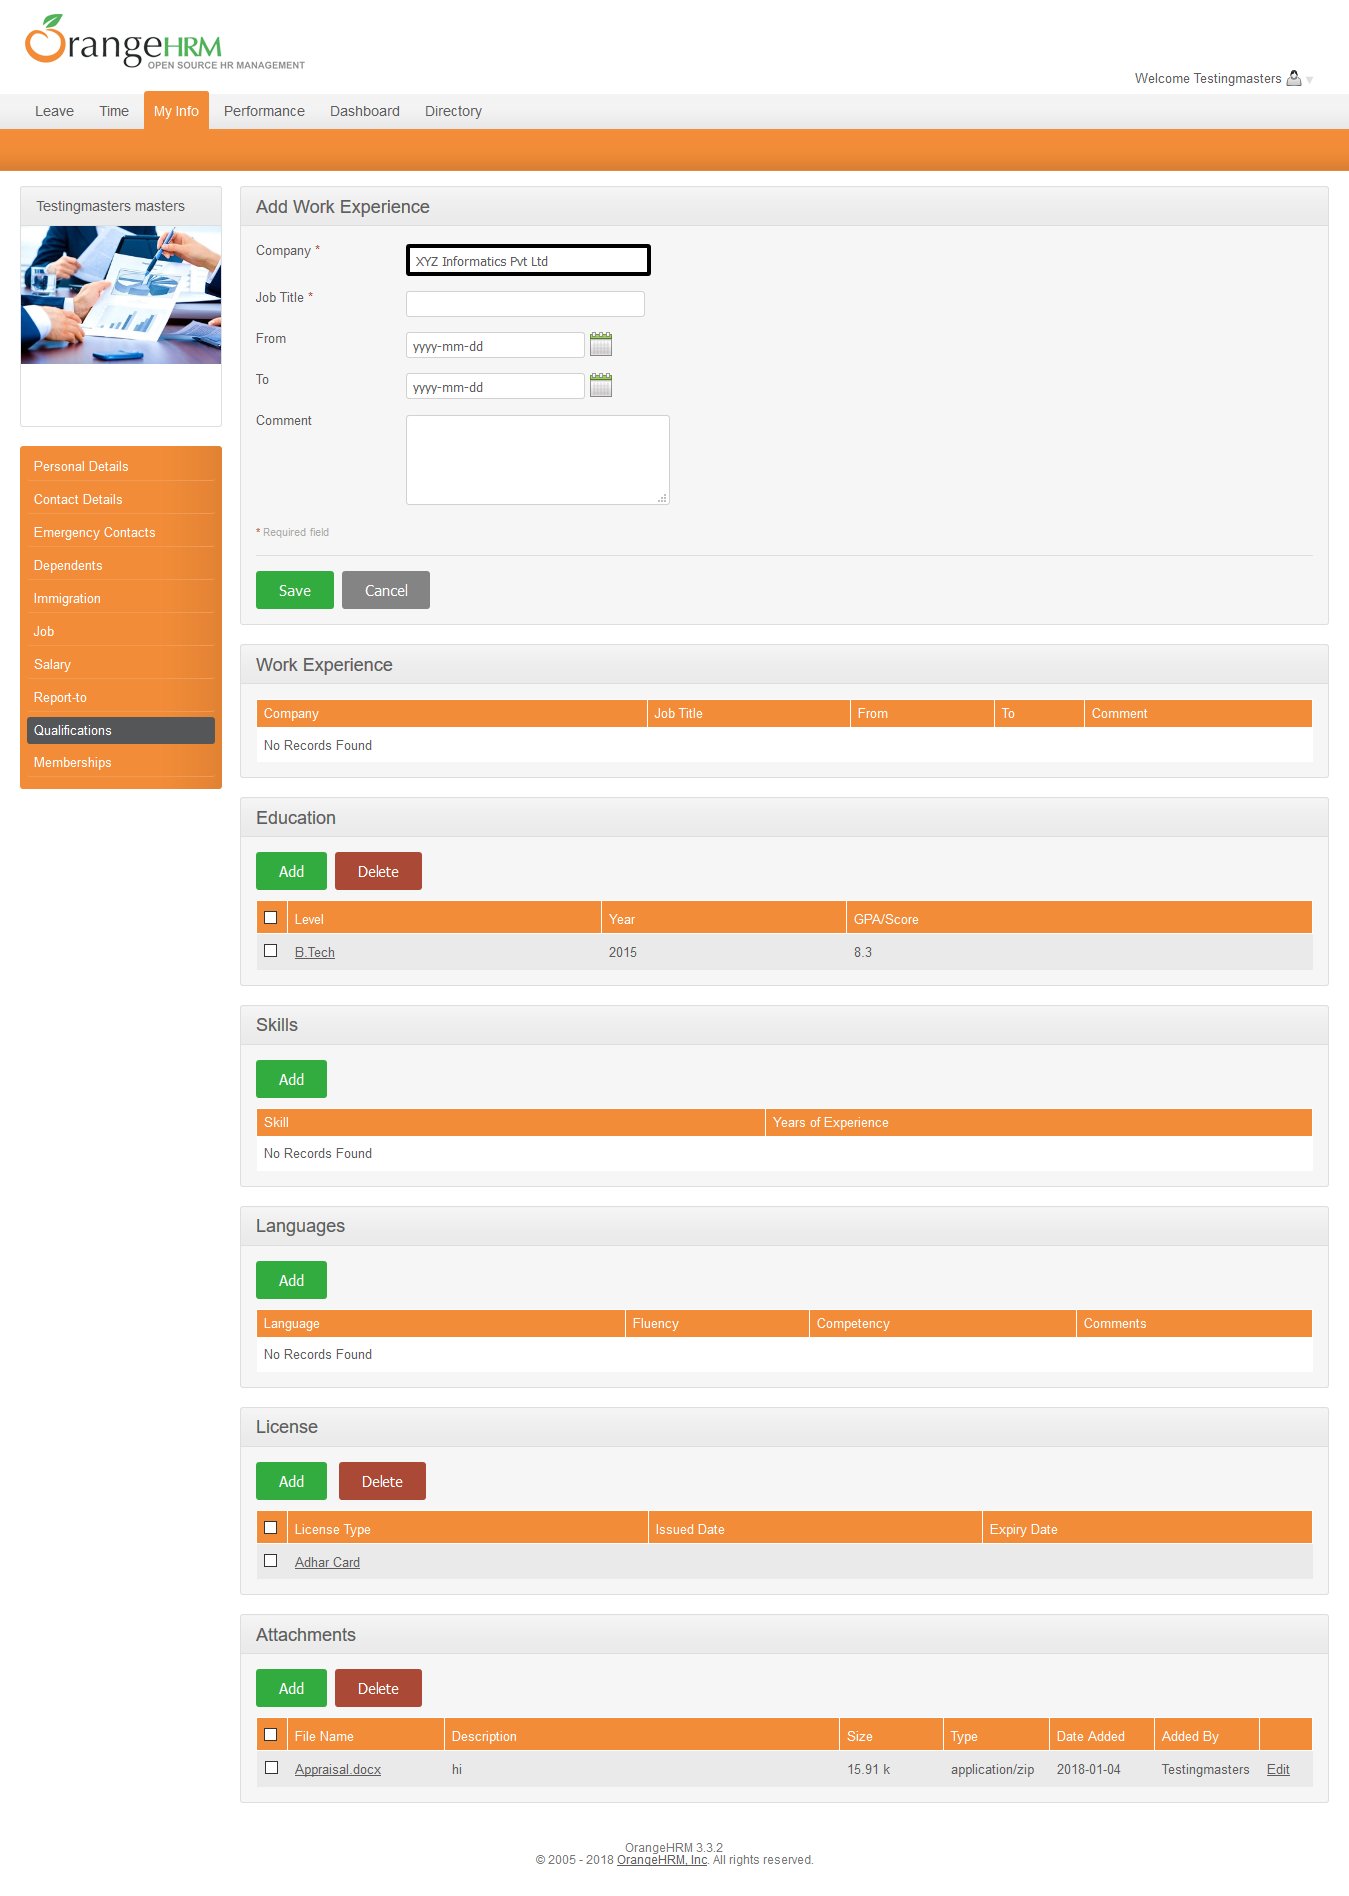 OrangeHRM
OPEN SOURCE HR MANAGEMENT
Welcome Testingmasters
Leave Time My Info Performance Dashboard Directory
Testingmasters masters
Personal Details
Contact Details
Emergency Contacts
Dependents
Immigration
Job
Salary
Report-to
Qualifications
Memberships
Add Work Experience
Company * XYZ Informatics Pvt Ltd
Job Title *
From yyyy-mm-dd
To yyyy-mm-dd
Comment
* Required field
Save Cancel
Work Experience
Company Job Title From To Comment
No Records Found
Education
Add Delete
Level Year GPA/Score
B.Tech 2015 8.3
Skills
Add
Skill Years of Experience
No Records Found
Languages
Add
Language Fluency Competency Comments
No Records Found
License
Add Delete
License Type Issued Date Expiry Date
Adhar Card
Attachments
Add Delete
File Name Description Size Type Date Added Added By
Appraisal.docx hi 15.91 k application/zip 2018-01-04 Testingmasters Edit
OrangeHRM 3.3.2
© 2005 - 2018 OrangeHRM, Inc. All rights reserved.